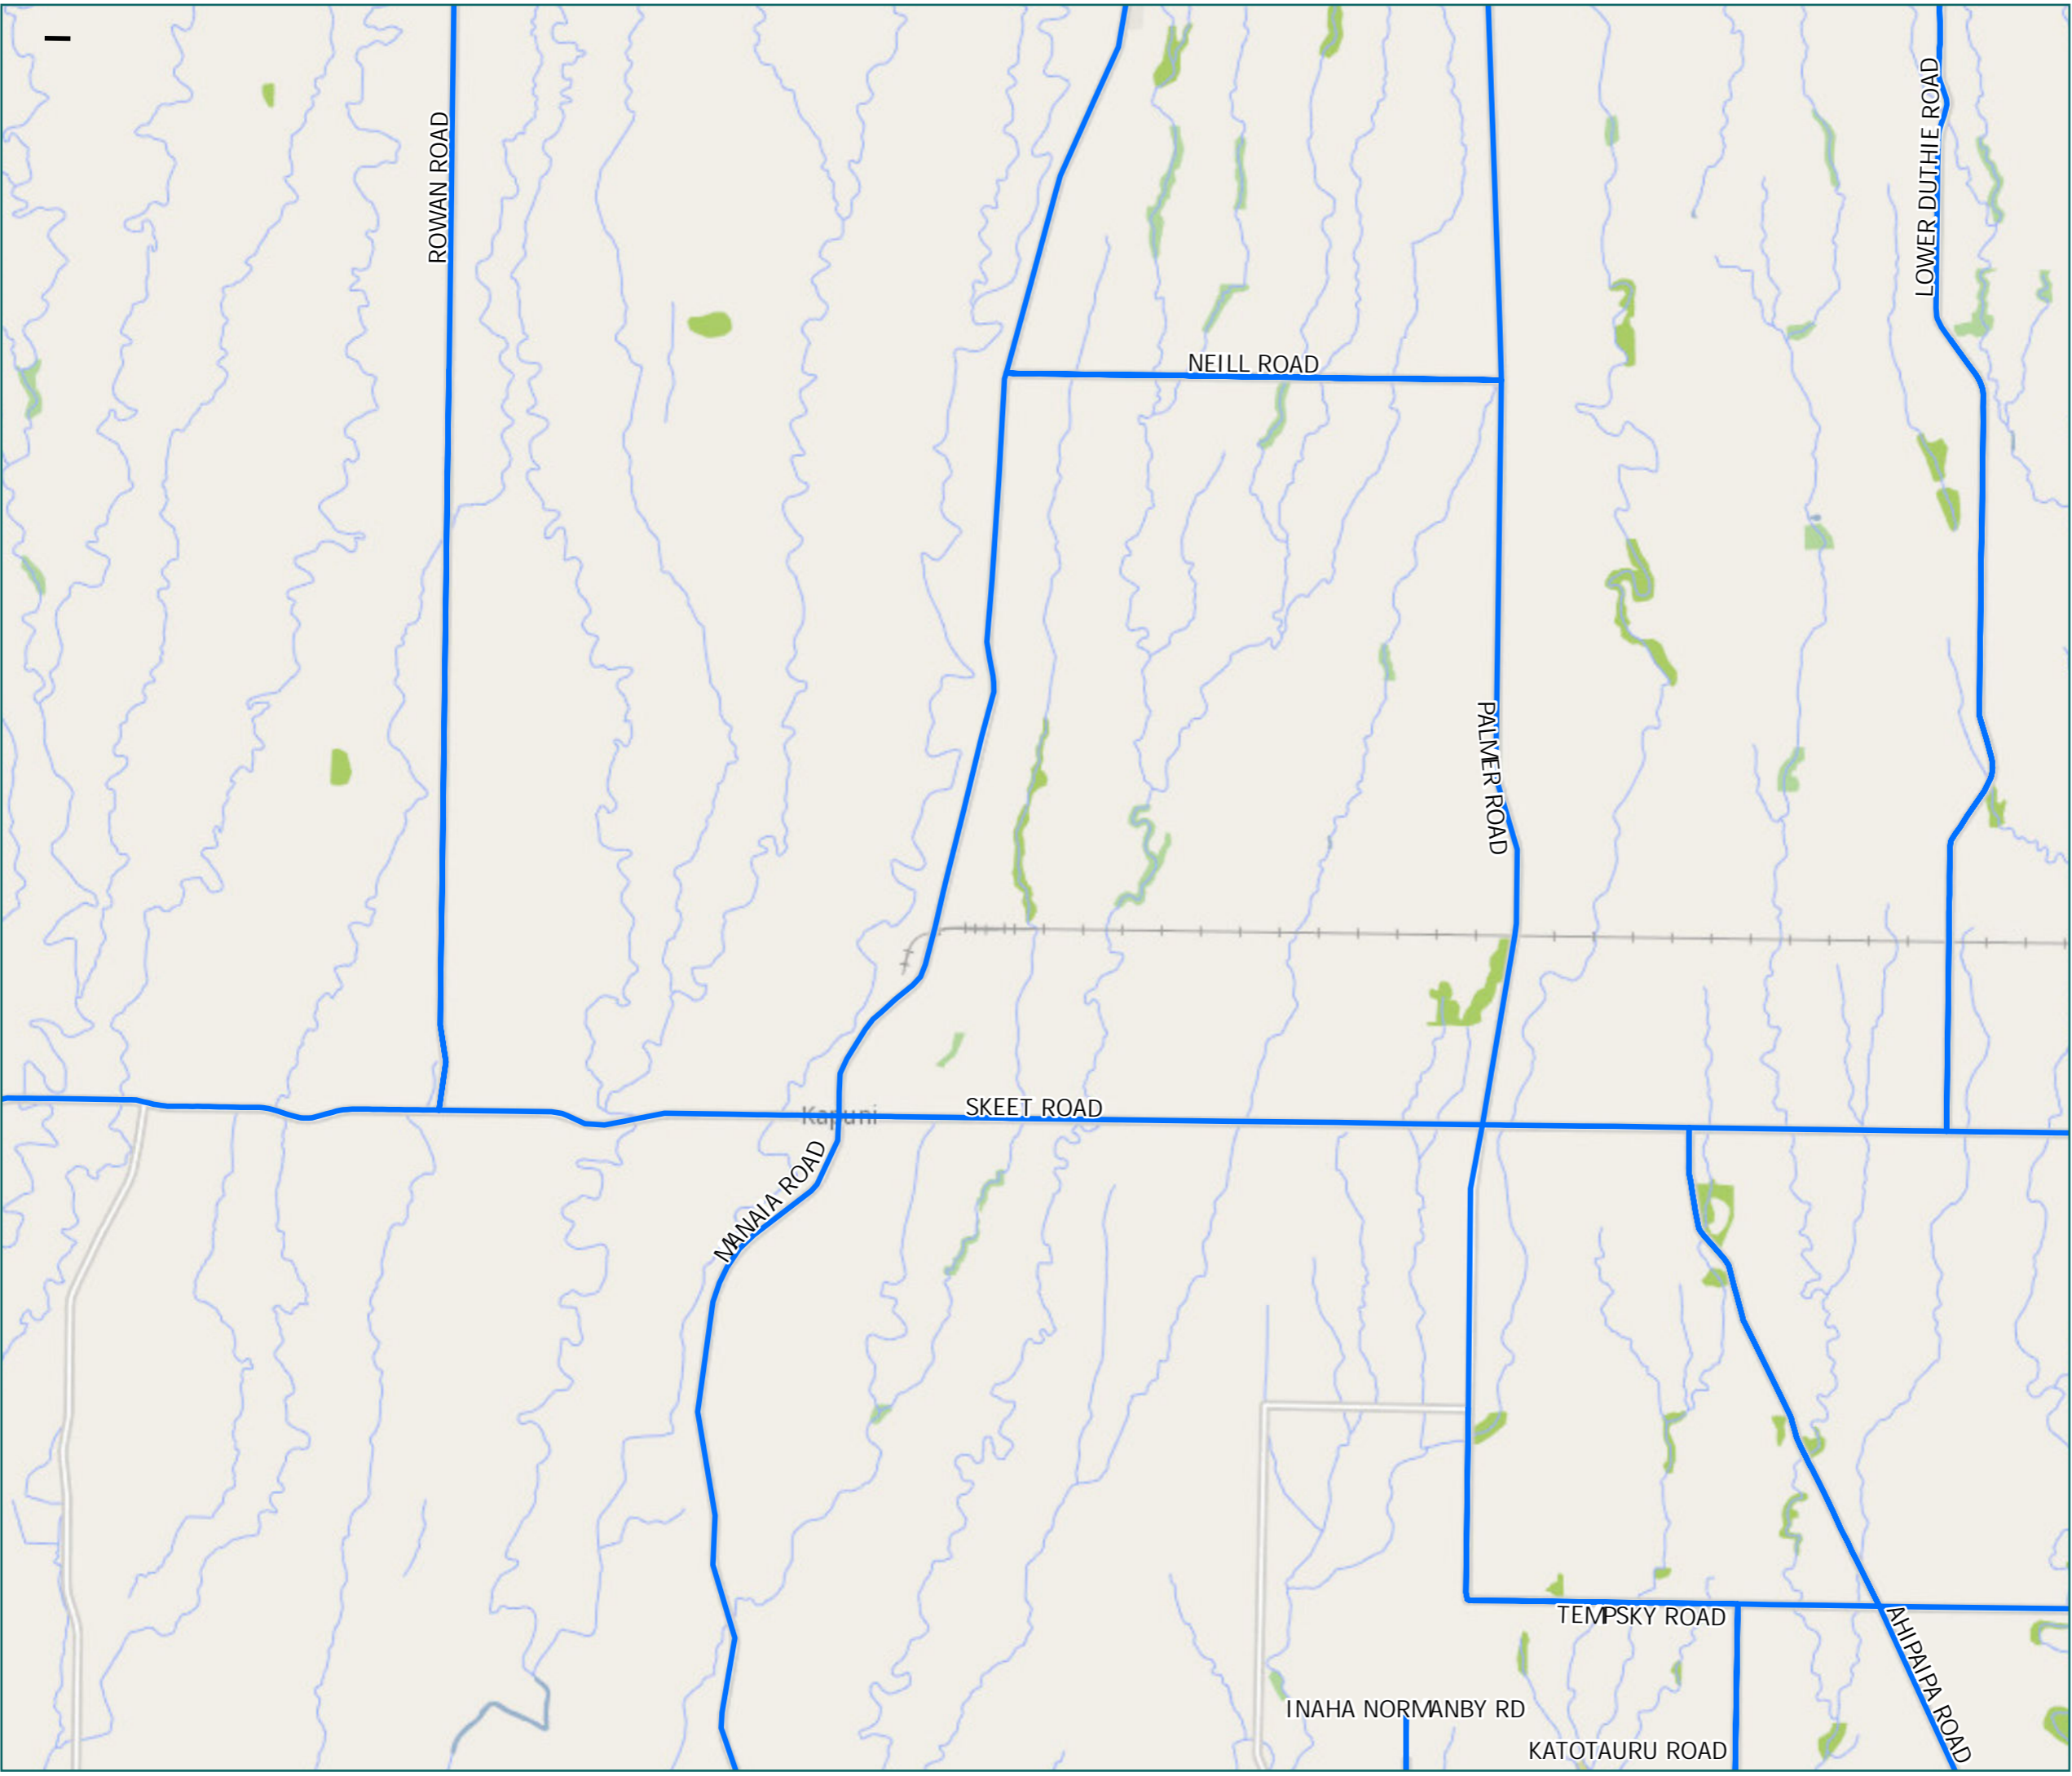 ROWAN ROAD
LOWER DUTHIE ROAD
NEILL ROAD
PALMER ROAD
SKEET ROAD
Kapuni
MANAIA ROAD
TEMPSKY ROAD
AHIPAIPA ROAD
INAHA NORMANBY RD
KATOTAURU ROAD